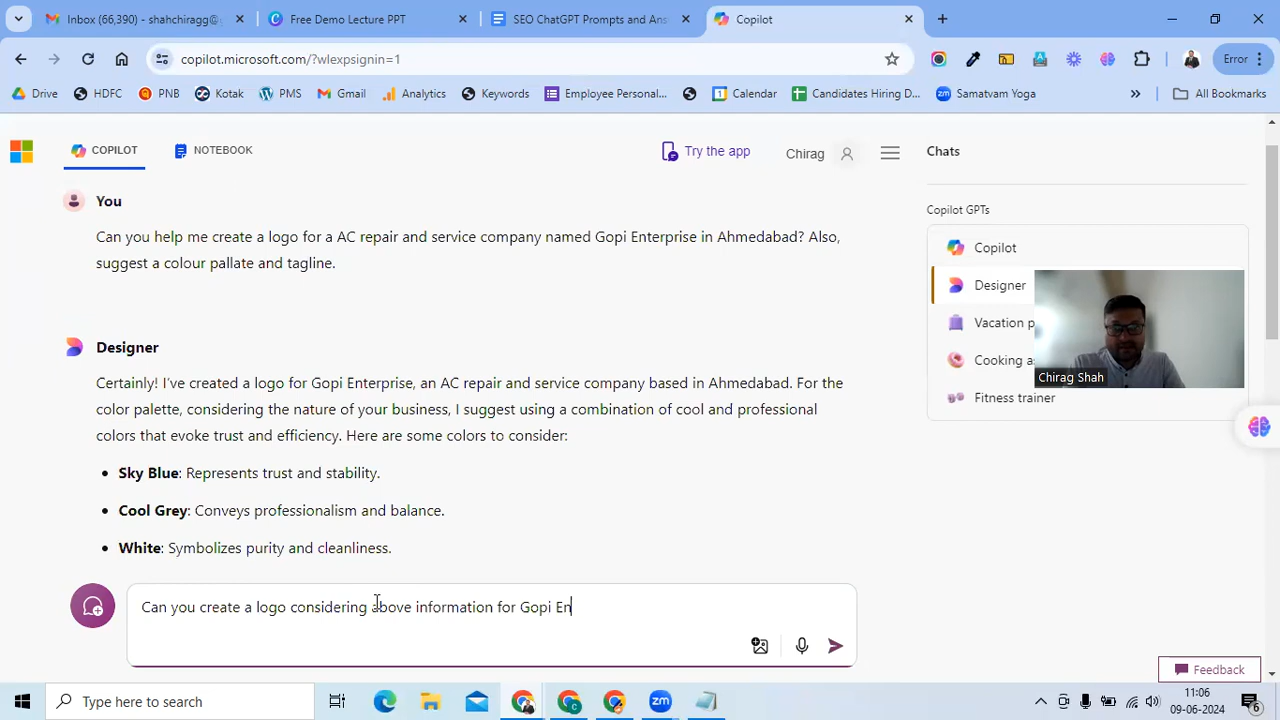 Inbox (66,390) - shahchiragg@
Free Demo Lecture PPT
SEO ChatGPT Prompts and Ans
Copilot
copilot.microsoft.com/?wlexpsignin=1
Error
Drive
HDFC
PNB
Kotak
PMS
Gmail
Analytics
Keywords
Employee Personal...
Calendar
Candidates Hiring D...
Samatvam Yoga
All Bookmarks
COPILOT
NOTEBOOK
Try the app
Chirag
Chats
You
Can you help me create a logo for a AC repair and service company named Gopi Enterprise in Ahmedabad? Also,
suggest a colour pallate and tagline.
Designer
Certainly! I've created a logo for Gopi Enterprise, an AC repair and service company based in Ahmedabad. For the
color palette, considering the nature of your business, I suggest using a combination of cool and professional
colors that evoke trust and efficiency. Here are some colors to consider:
• Sky Blue: Represents trust and stability.
• Cool Grey: Conveys professionalism and balance.
• White: Symbolizes purity and cleanliness.
Can you create a logo considering above information for Gopi En
Copilot GPTs
Copilot
Designer
Vacation p
Cooking as
Fitness trainer
Chirag Shah
Feedback
Type here to search
11:06
09-06-2024
6